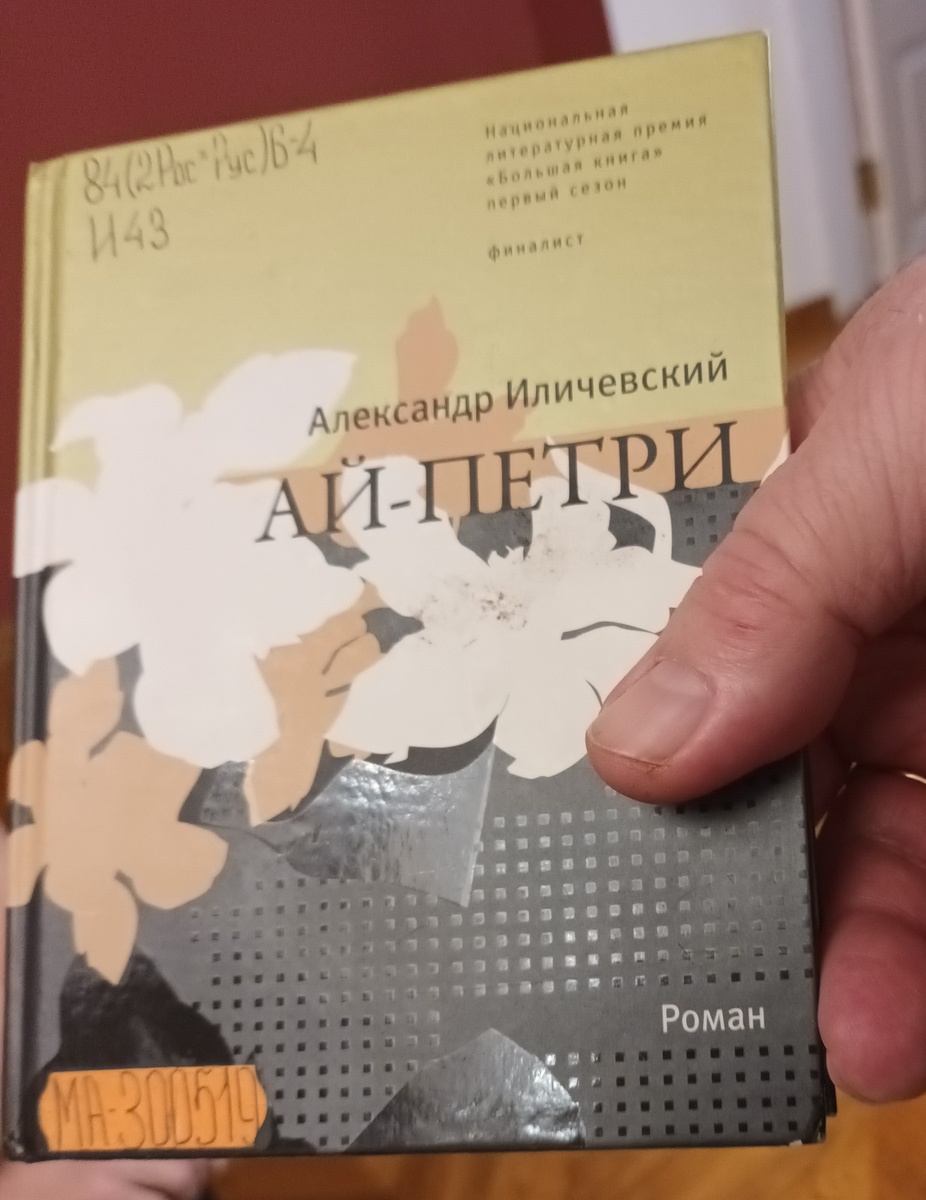 84(2Рос=Рус)6-4
И43
Национальная
литературная премия
«Большая книга»
первый сезон
финалист
Александр Иличевский
АЙ-ПЕТРИ
Роман
МА-300519